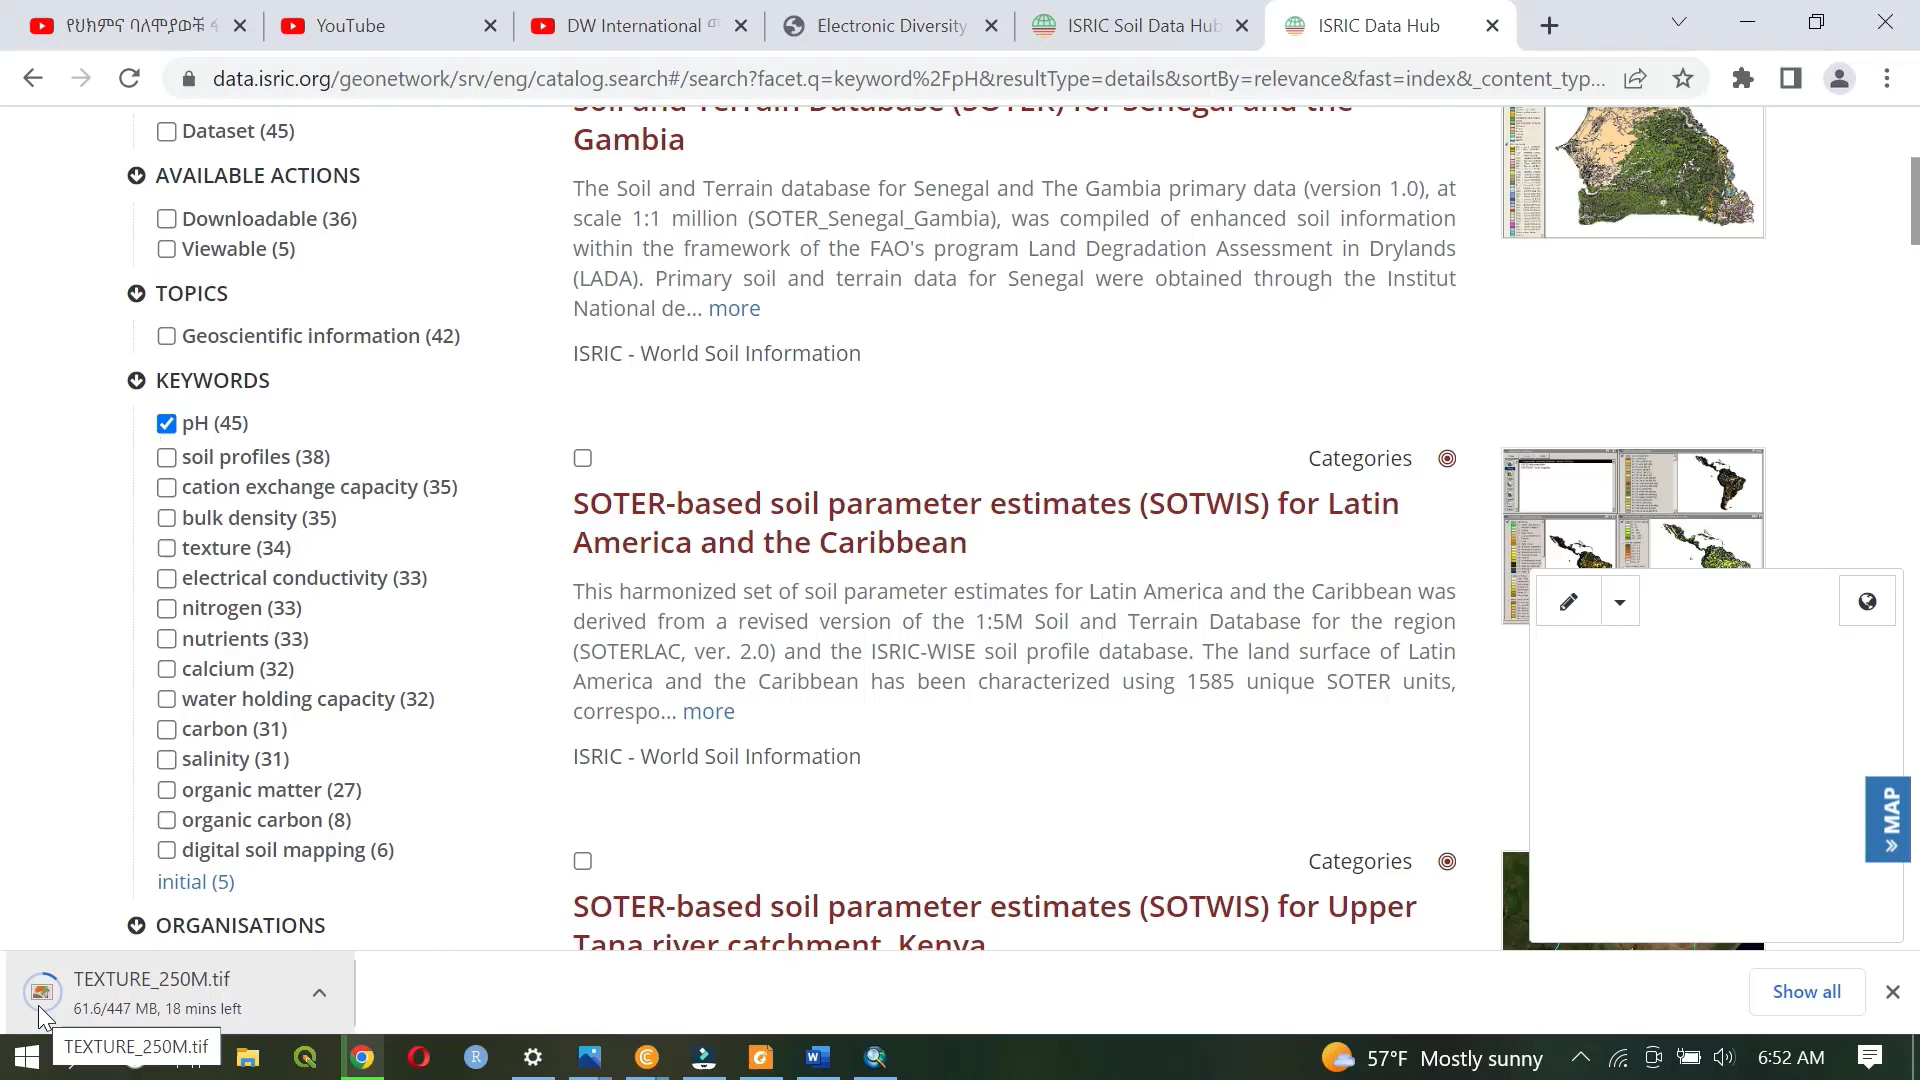 የህክምና ባለሞያወቹ
YouTube
DW International
Electronic Diversity
ISRIC Soil Data Hub
ISRIC Data Hub
data.isric.org/geonetwork/srv/eng/catalog.search#/search?facet.q=keyword%2FpH&resultType=details&sortBy=relevance&fast=index&_content_typ...
Dataset (45)
AVAILABLE ACTIONS
Downloadable (36)
Viewable (5)
TOPICS
Geoscientific information (42)
KEYWORDS
pH (45)
soil profiles (38)
cation exchange capacity (35)
bulk density (35)
texture (34)
electrical conductivity (33)
nitrogen (33)
nutrients (33)
calcium (32)
water holding capacity (32)
carbon (31)
salinity (31)
organic matter (27)
organic carbon (8)
digital soil mapping (6)
initial (5)
ORGANISATIONS
Soil and Terrain Database (SOTER) for Senegal and the
Gambia
The Soil and Terrain database for Senegal and The Gambia primary data (version 1.0), at
scale 1:1 million (SOTER_Senegal_Gambia), was compiled of enhanced soil information
within the framework of the FAO's program Land Degradation Assessment in Drylands
(LADA). Primary soil and terrain data for Senegal were obtained through the Institut
National de... more
ISRIC - World Soil Information
Categories
SOTER-based soil parameter estimates (SOTWIS) for Latin
America and the Caribbean
This harmonized set of soil parameter estimates for Latin America and the Caribbean was
derived from a revised version of the 1:5M Soil and Terrain Database for the region
(SOTERLAC, ver. 2.0) and the ISRIC-WISE soil profile database. The land surface of Latin
America and the Caribbean has been characterized using 1585 unique SOTER units,
correspo... more
ISRIC - World Soil Information
Categories
SOTER-based soil parameter estimates (SOTWIS) for Upper
Tana river catchment, Kenya
» MAP
TEXTURE_250M.tif
61.6/447 MB, 18 mins left
Show all
TEXTURE_250M.tif
57°F Mostly sunny
6:52 AM